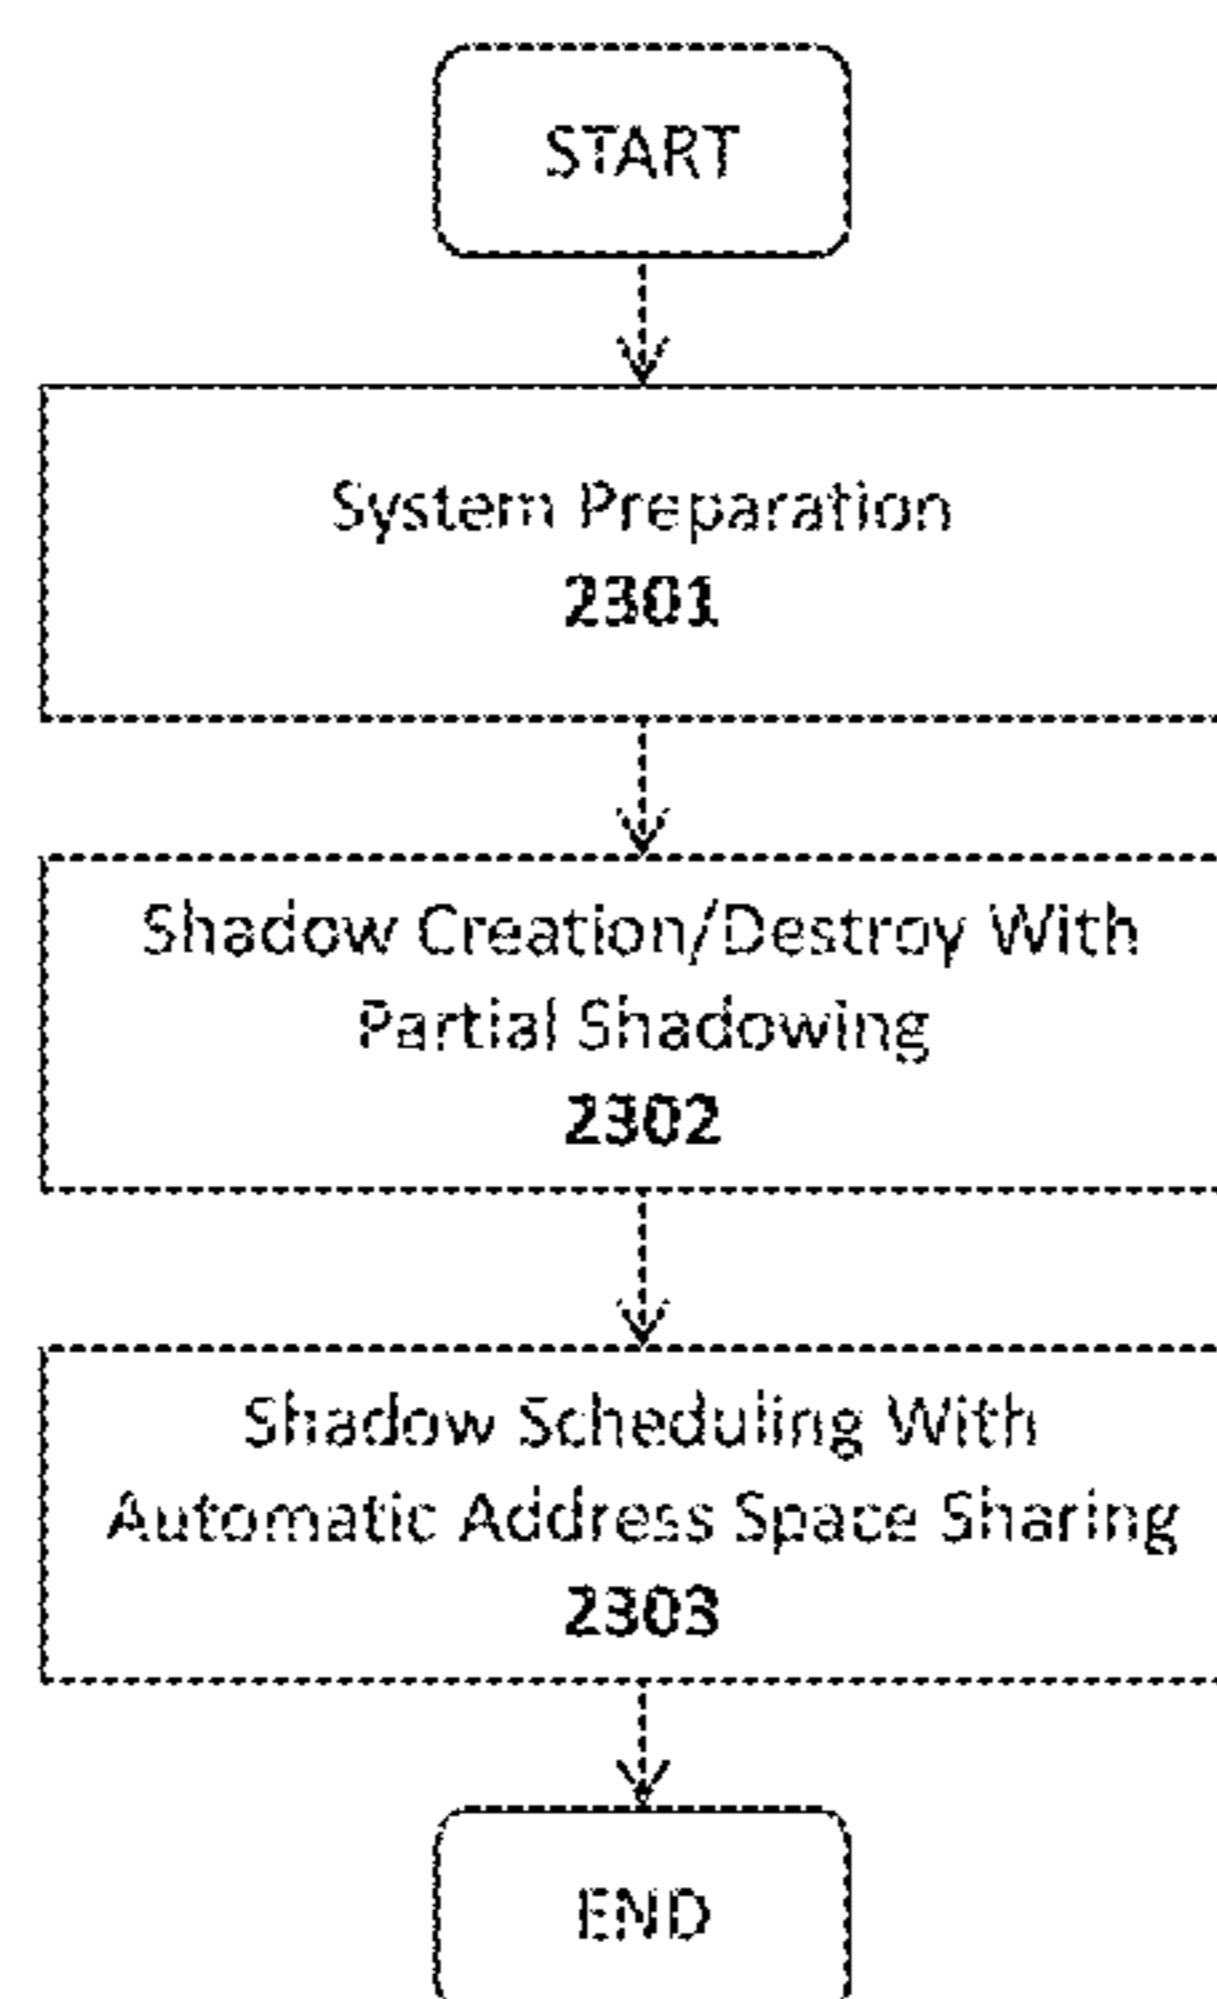 START
System Preparation
2301
Shadow Creation/Destroy With
Partial Shadowing
2302
Shadow Scheduling With
Automatic Address Space Sharing
2303
END